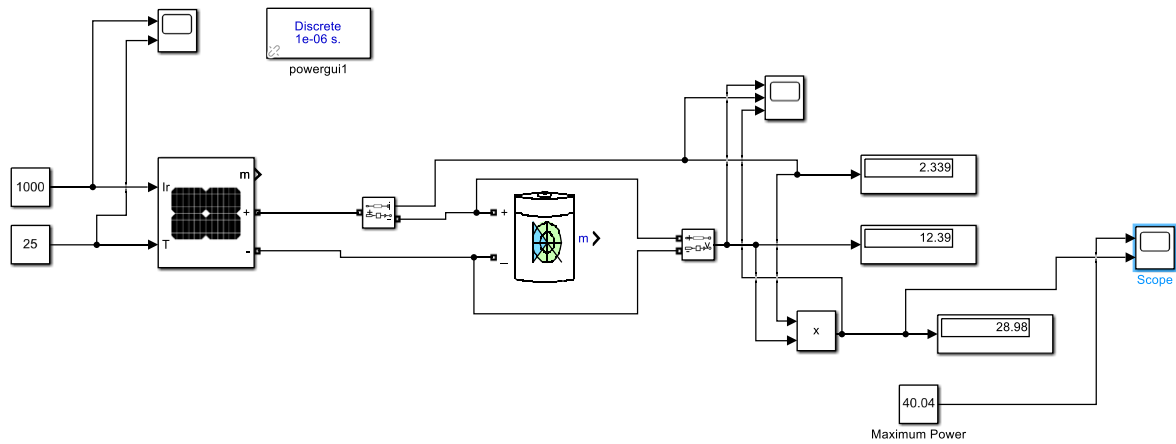 Discrete
1e-06 s.
powergui1
1000
25
Ir
T
m
+
-
i
+
-
+
_
m
+
-
v
x
2.339
12.39
28.98
Scope
40.04
Maximum Power